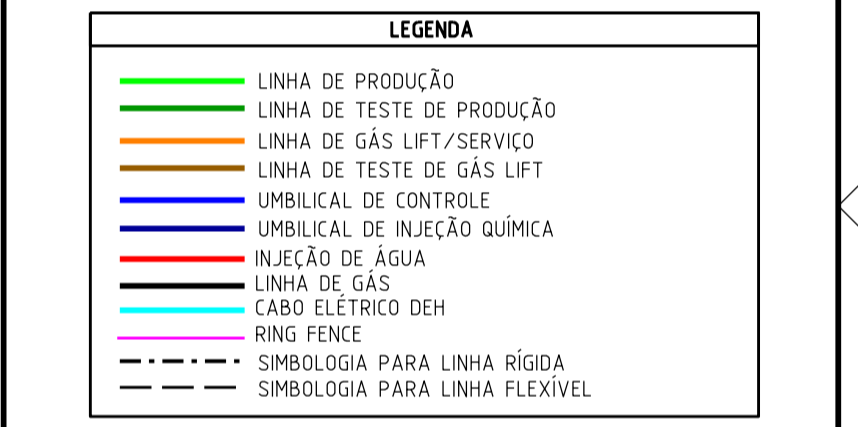 LEGENDA
LINHA DE PRODUÇÃO
LINHA DE TESTE DE PRODUÇÃO
LINHA DE GÁS LIFT/SERVIÇO
LINHA DE TESTE DE GÁS LIFT
UMBILICAL DE CONTROLE
UMBILICAL DE INJEÇÃO QUÍMICA
INJEÇÃO DE ÁGUA
LINHA DE GÁS
CABO ELÉTRICO DEH
RING FENCE
SIMBOLOGIA PARA LINHA RÍGIDA
SIMBOLOGIA PARA LINHA FLEXÍVEL